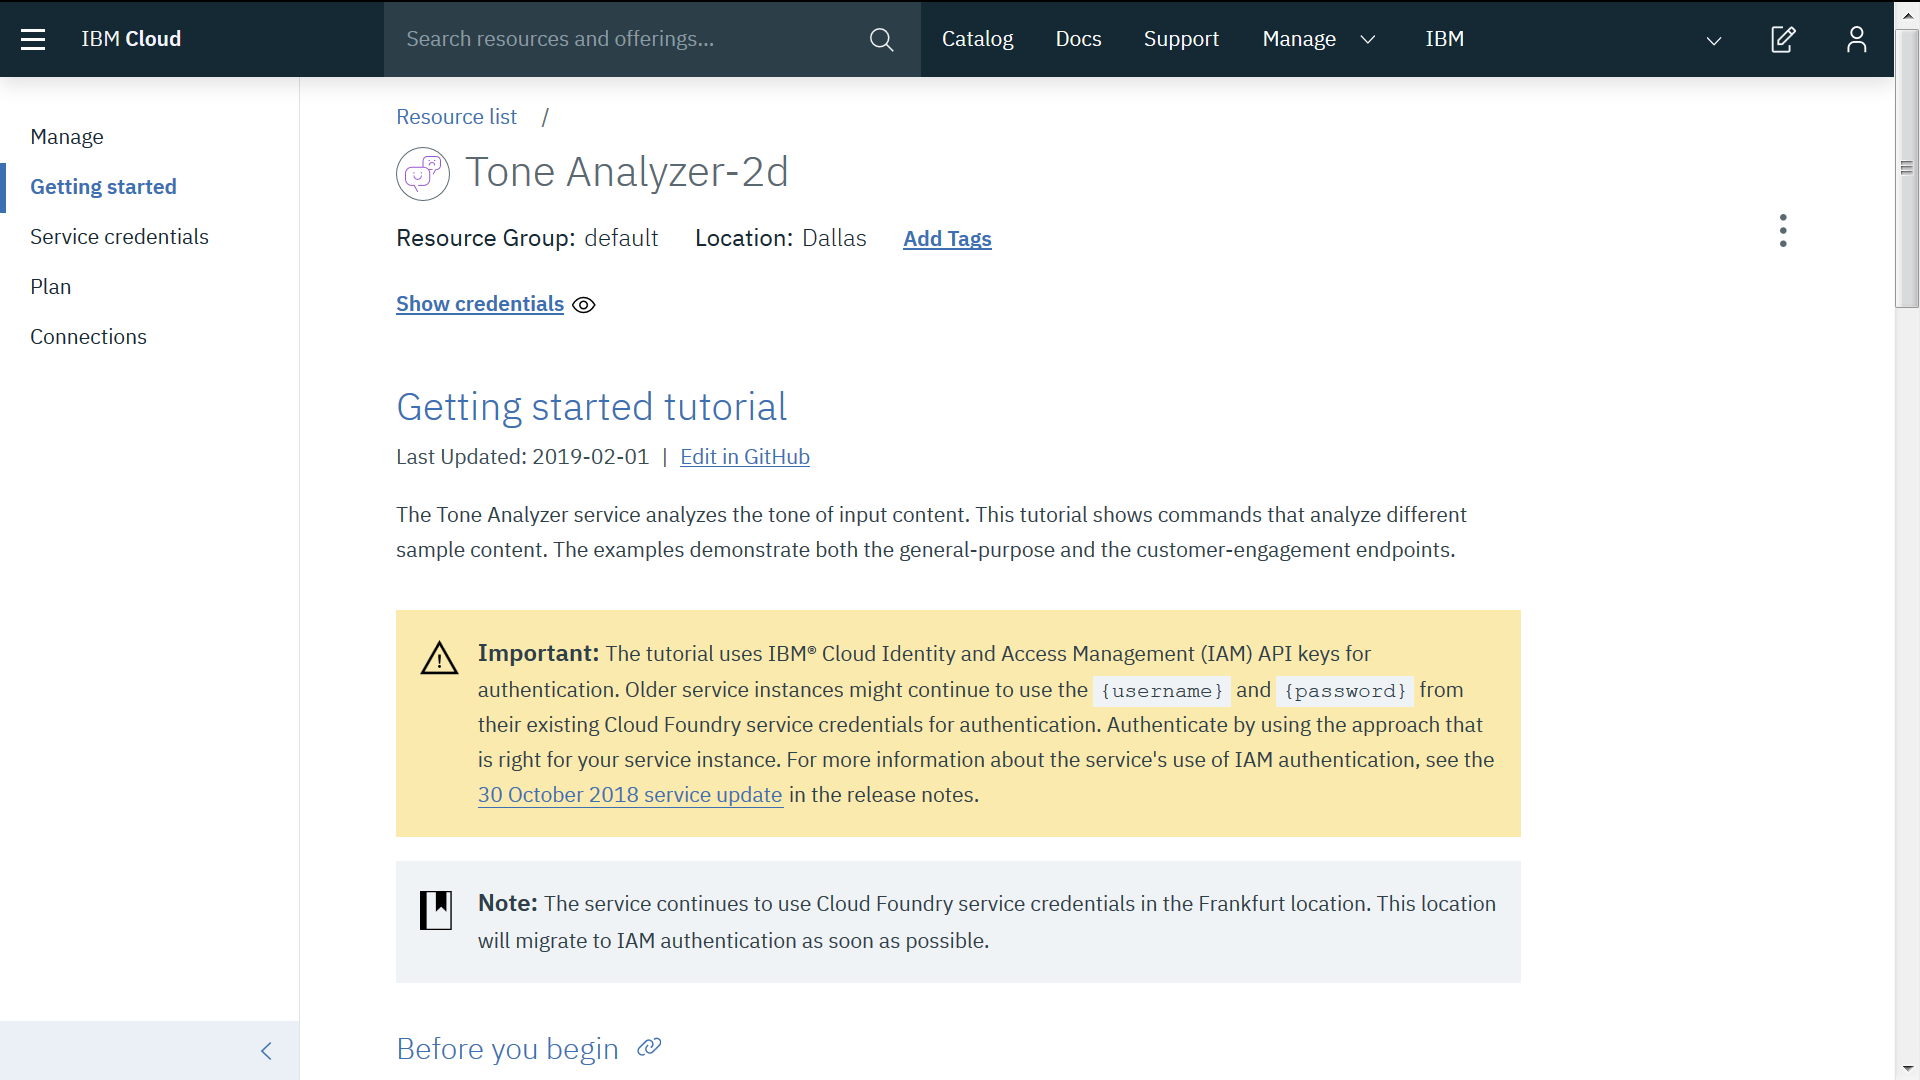 IBM Cloud
Search resources and offerings...
Catalog
Docs
Support
Manage
IBM
Manage
Getting started
Service credentials
Plan
Connections
Resource list /
Tone Analyzer-2d
Resource Group: default Location: Dallas Add Tags
Show credentials
Getting started tutorial
Last Updated: 2019-02-01 | Edit in GitHub
The Tone Analyzer service analyzes the tone of input content. This tutorial shows commands that analyze different
sample content. The examples demonstrate both the general-purpose and the customer-engagement endpoints.
Important: The tutorial uses IBM® Cloud Identity and Access Management (IAM) API keys for
authentication. Older service instances might continue to use the {username} and {password} from
their existing Cloud Foundry service credentials for authentication. Authenticate by using the approach that
is right for your service instance. For more information about the service's use of IAM authentication, see the
30 October 2018 service update in the release notes.
Note: The service continues to use Cloud Foundry service credentials in the Frankfurt location. This location
will migrate to IAM authentication as soon as possible.
Before you begin